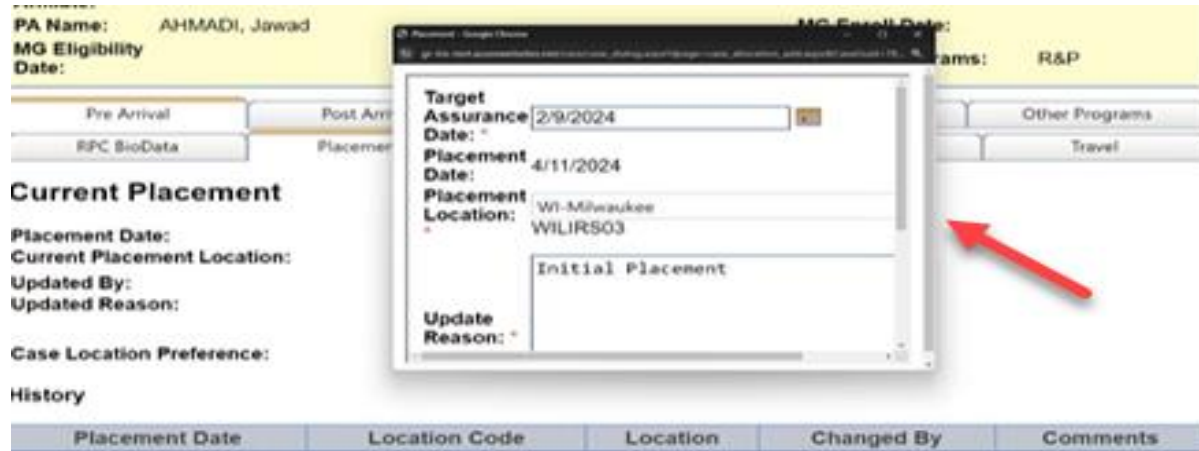 PA Name: AHMADI, Jawad
MG Enroll Date:
MG Eligibility
Date:
rams: R&P
Placement - Google Chrome
Pre Arrival
Post Arri
Other Programs
RPC BioData
Placemen
Travel
Target
Assurance 2/9/2024
Date: *
Placement
Date: 4/11/2024
Placement
Location: * WI-Milwaukee
WILIRS03
Initial Placement
Update
Reason: *
Current Placement
Placement Date:
Current Placement Location:
Updated By:
Updated Reason:
Case Location Preference:
History
Placement Date Location Code Location Changed By Comments